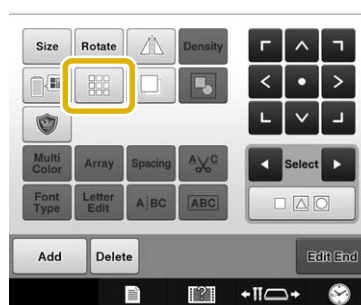 Size Rotate Density
Multi Color Array Spacing A C
Font Type Letter Edit A BC ABC
Select
Add Delete Edit End
?